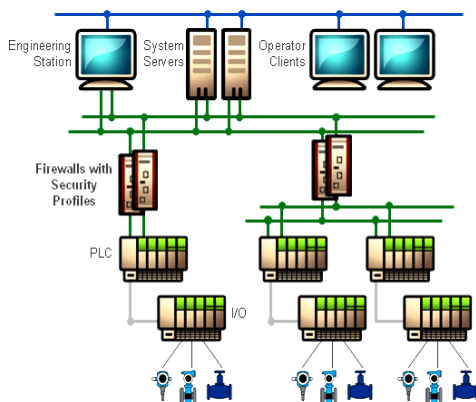 Engineering
Station
System
Servers
Operator
Clients
Firewalls with
Security
Profiles
PLC
I/O